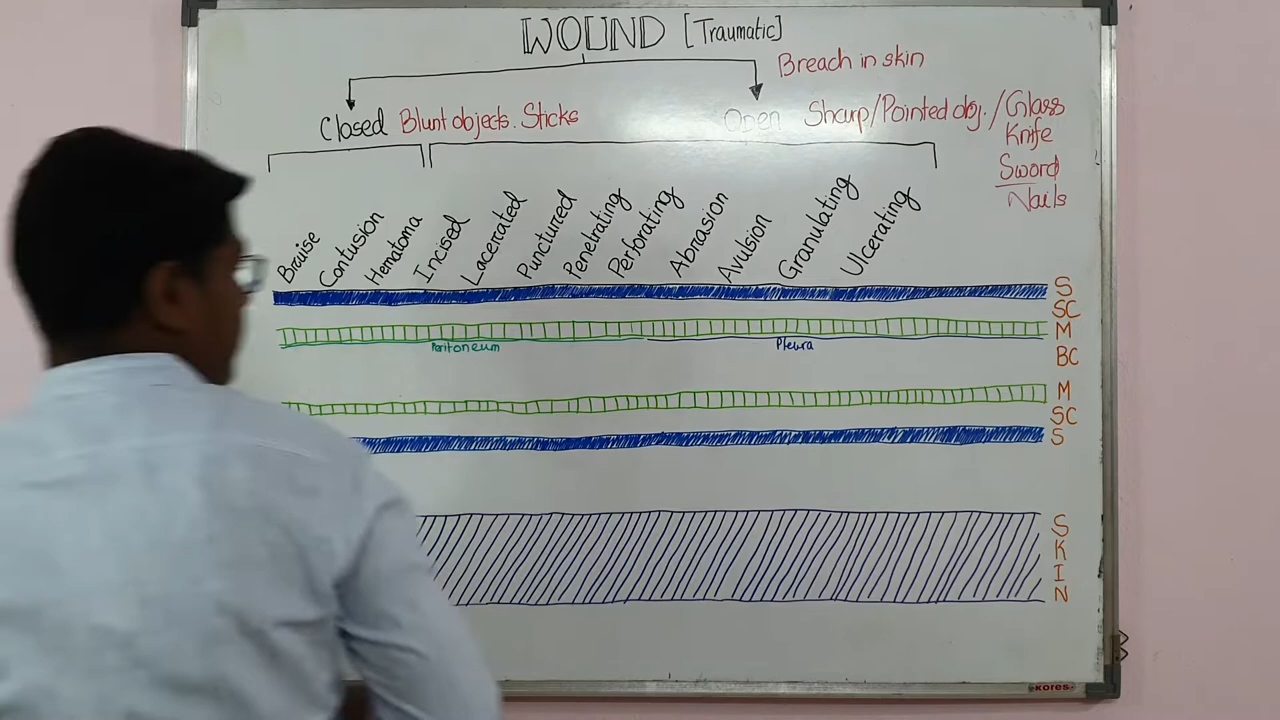 WOUND [Traumatic]
Breach in skin
Closed Blunt objects. Sticks
Open Sharp/Pointed obj./Glass
Knife
Sword
Nails
Bruise
Contusion
Hematoma
Incised
Lacerated
Punctured
Penetrating
Perforating
Abrasion
Avulsion
Granulating
Ulcerating
S
SC
M
Peritoneum Pleura
BC
M
SC
S
S
K
I
N
KORES